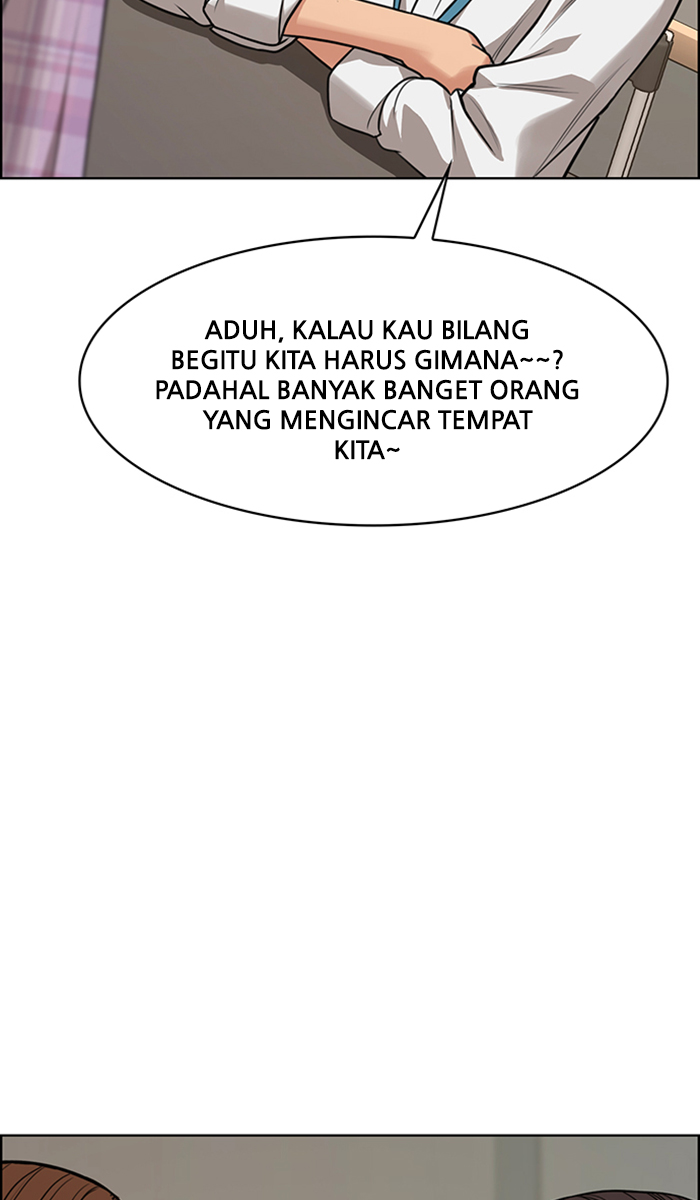 ADUH, KALAU KAU BILANG
BEGITU KITA HARUS GIMANA~~?
PADAHAL BANYAK BANGET ORANG
YANG MENGINCAR TEMPAT
KITA~